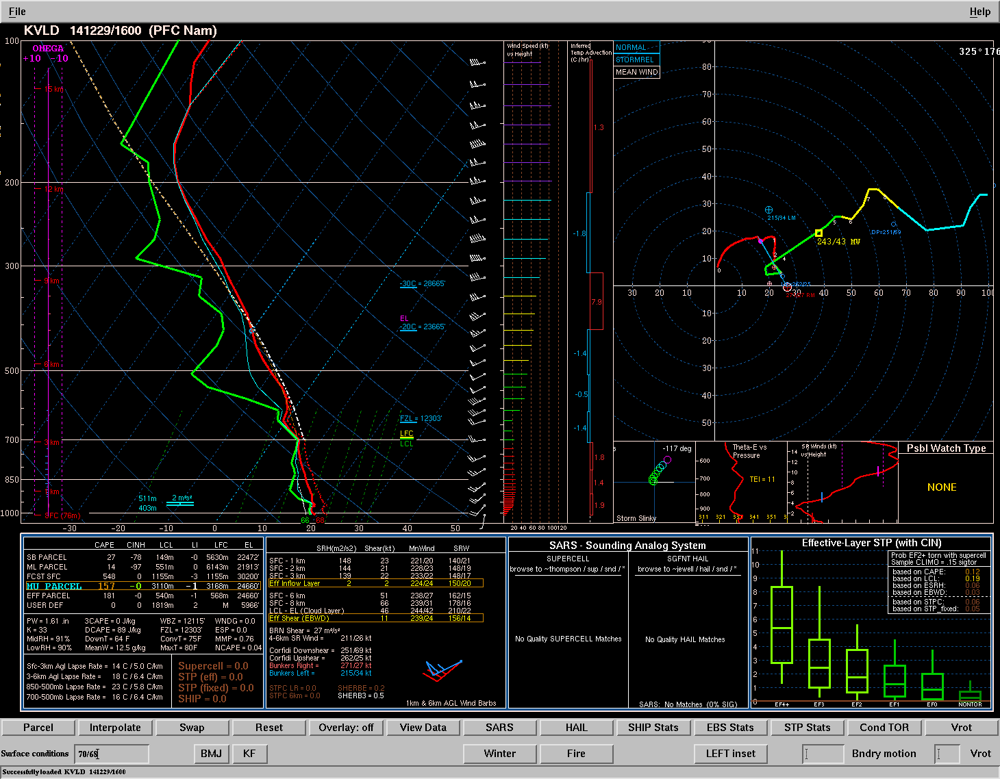 File Help
KVLD 141229/1600 (PFC Nam)
OMEGA
+10 -10
100
200
300
400
500
600
700
850
1000
15 km
12 km
9 km
6 km
3 km
SFC (76m)
-30C = 28665'
EL
-20C = 23665'
FZL = 12303'
LFC
LCL
511m 2 m²s²
403m
66 68
-30 -20 -10 0 10 20 30 40 50
Wind Speed (kt)
vs Height
20 40 60 80 100120
Inferred
Temp Advection
(C / hr)
1.3
-1.8
7.9
-1.4
-0.5
-1.4
1.8
1.4
1.9
NORMAL
STORMREL
MEAN WIND
325°176
80
70
60
50
40
30
20
10
30 20 10 10 20 30 40 50 60 70 80 90 100
10
20
30
40
50
215/34 LM
243/43 MW
DP=251/69
-117 deg
Storm Slinky
Theta-E vs
Pressure
TEI = 11
600
700
800
900
311 321 341 351
SR Winds (kt)
vs Height
14
12
10
8
6
4
2
Psbl Watch Type
NONE
CAPE CINH LCL LI LFC EL
SB PARCEL 27 -78 149m -0 5630m 22472'
ML PARCEL 14 -97 551m 0 6143m 21913'
FCST SFC 548 0 1155m -3 1155m 30200'
MU PARCEL 157 -0 3110m -1 3168m 24660'
EFF PARCEL 181 -0 540m -1 568m 24660'
USER DEF 0 0 1819m 2 M 5966'
PW = 1.61 .in 3CAPE = 0 J/kg WBZ = 12115' WNDG = 0.0
K = 33 DCAPE = 89 J/kg FZL = 12303' ESP = 0.0
MidRH = 91% DownT = 64 F ConvT = 75F MMP = 0.76
LowRH = 90% MeanW = 12.5 g/kg MaxT = 80F NCAPE = 0.04
Sfc-3km Agl Lapse Rate = 14 C / 5.0 C/km
3-6km Agl Lapse Rate = 18 C / 6.4 C/km
850-500mb Lapse Rate = 23 C / 5.8 C/km
700-500mb Lapse Rate = 16 C / 6.4 C/km
Supercell = 0.0
STP (eff) = 0.0
STP (fixed) = 0.0
SHIP = 0.0
SRH(m2/s2) Shear(kt) MnWind SRW
SFC - 1 km 148 23 221/20 140/21
SFC - 2 km 144 21 228/23 148/19
SFC - 3 km 139 22 233/22 148/17
Eff Inflow Layer 2 2 224/24 150/20
SFC - 6 km 51 238/27 162/15
SFC - 8 km 66 239/31 178/16
LCL - EL (Cloud Layer) 46 244/42 210/22
Eff Shear (EBWD) 11 239/24 156/14
BRN Shear = 27 m²/s²
4-6km SR Wind = 211/26 kt
Corfidi Downshear = 251/69 kt
Corfidi Upshear = 262/25 kt
Bunkers Right = 271/27 kt
Bunkers Left = 215/34 kt
STPC LR = 0.0 SHERBE = 0.2
STPC 6km = 0.0 SHERB3 = 0.5
1km & 6km AGL Wind Barbs
SARS - Sounding Analog System
SUPERCELL SGFNT HAIL
browse to ~thompson / sup / snd / * browse to ~jewell / hail / snd / *
No Quality SUPERCELL Matches No Quality HAIL Matches
SARS: No Matches (0% SIG)
Effective-Layer STP (with CIN)
Prob EF2+ torn with supercell
Sample CLIMO = .15 sigtor
based on CAPE: 0.12
based on LCL: 0.19
based on ESRH: 0.06
based on EBWD: 0.03
based on STPC: 0.06
based on STP_fixed: 0.05
11
10
9
8
7
6
5
4
3
2
1
0
EF4+ EF3 EF2 EF1 EF0 NONTOR
Parcel Interpolate Swap Reset Overlay: off View Data SARS HAIL SHIP Stats EBS Stats STP Stats Cond TOR Vrot
Surface conditions 70/68 BMJ KF Winter Fire LEFT inset Bndry motion Vrot
Successfully loaded KVLD 141229/1600